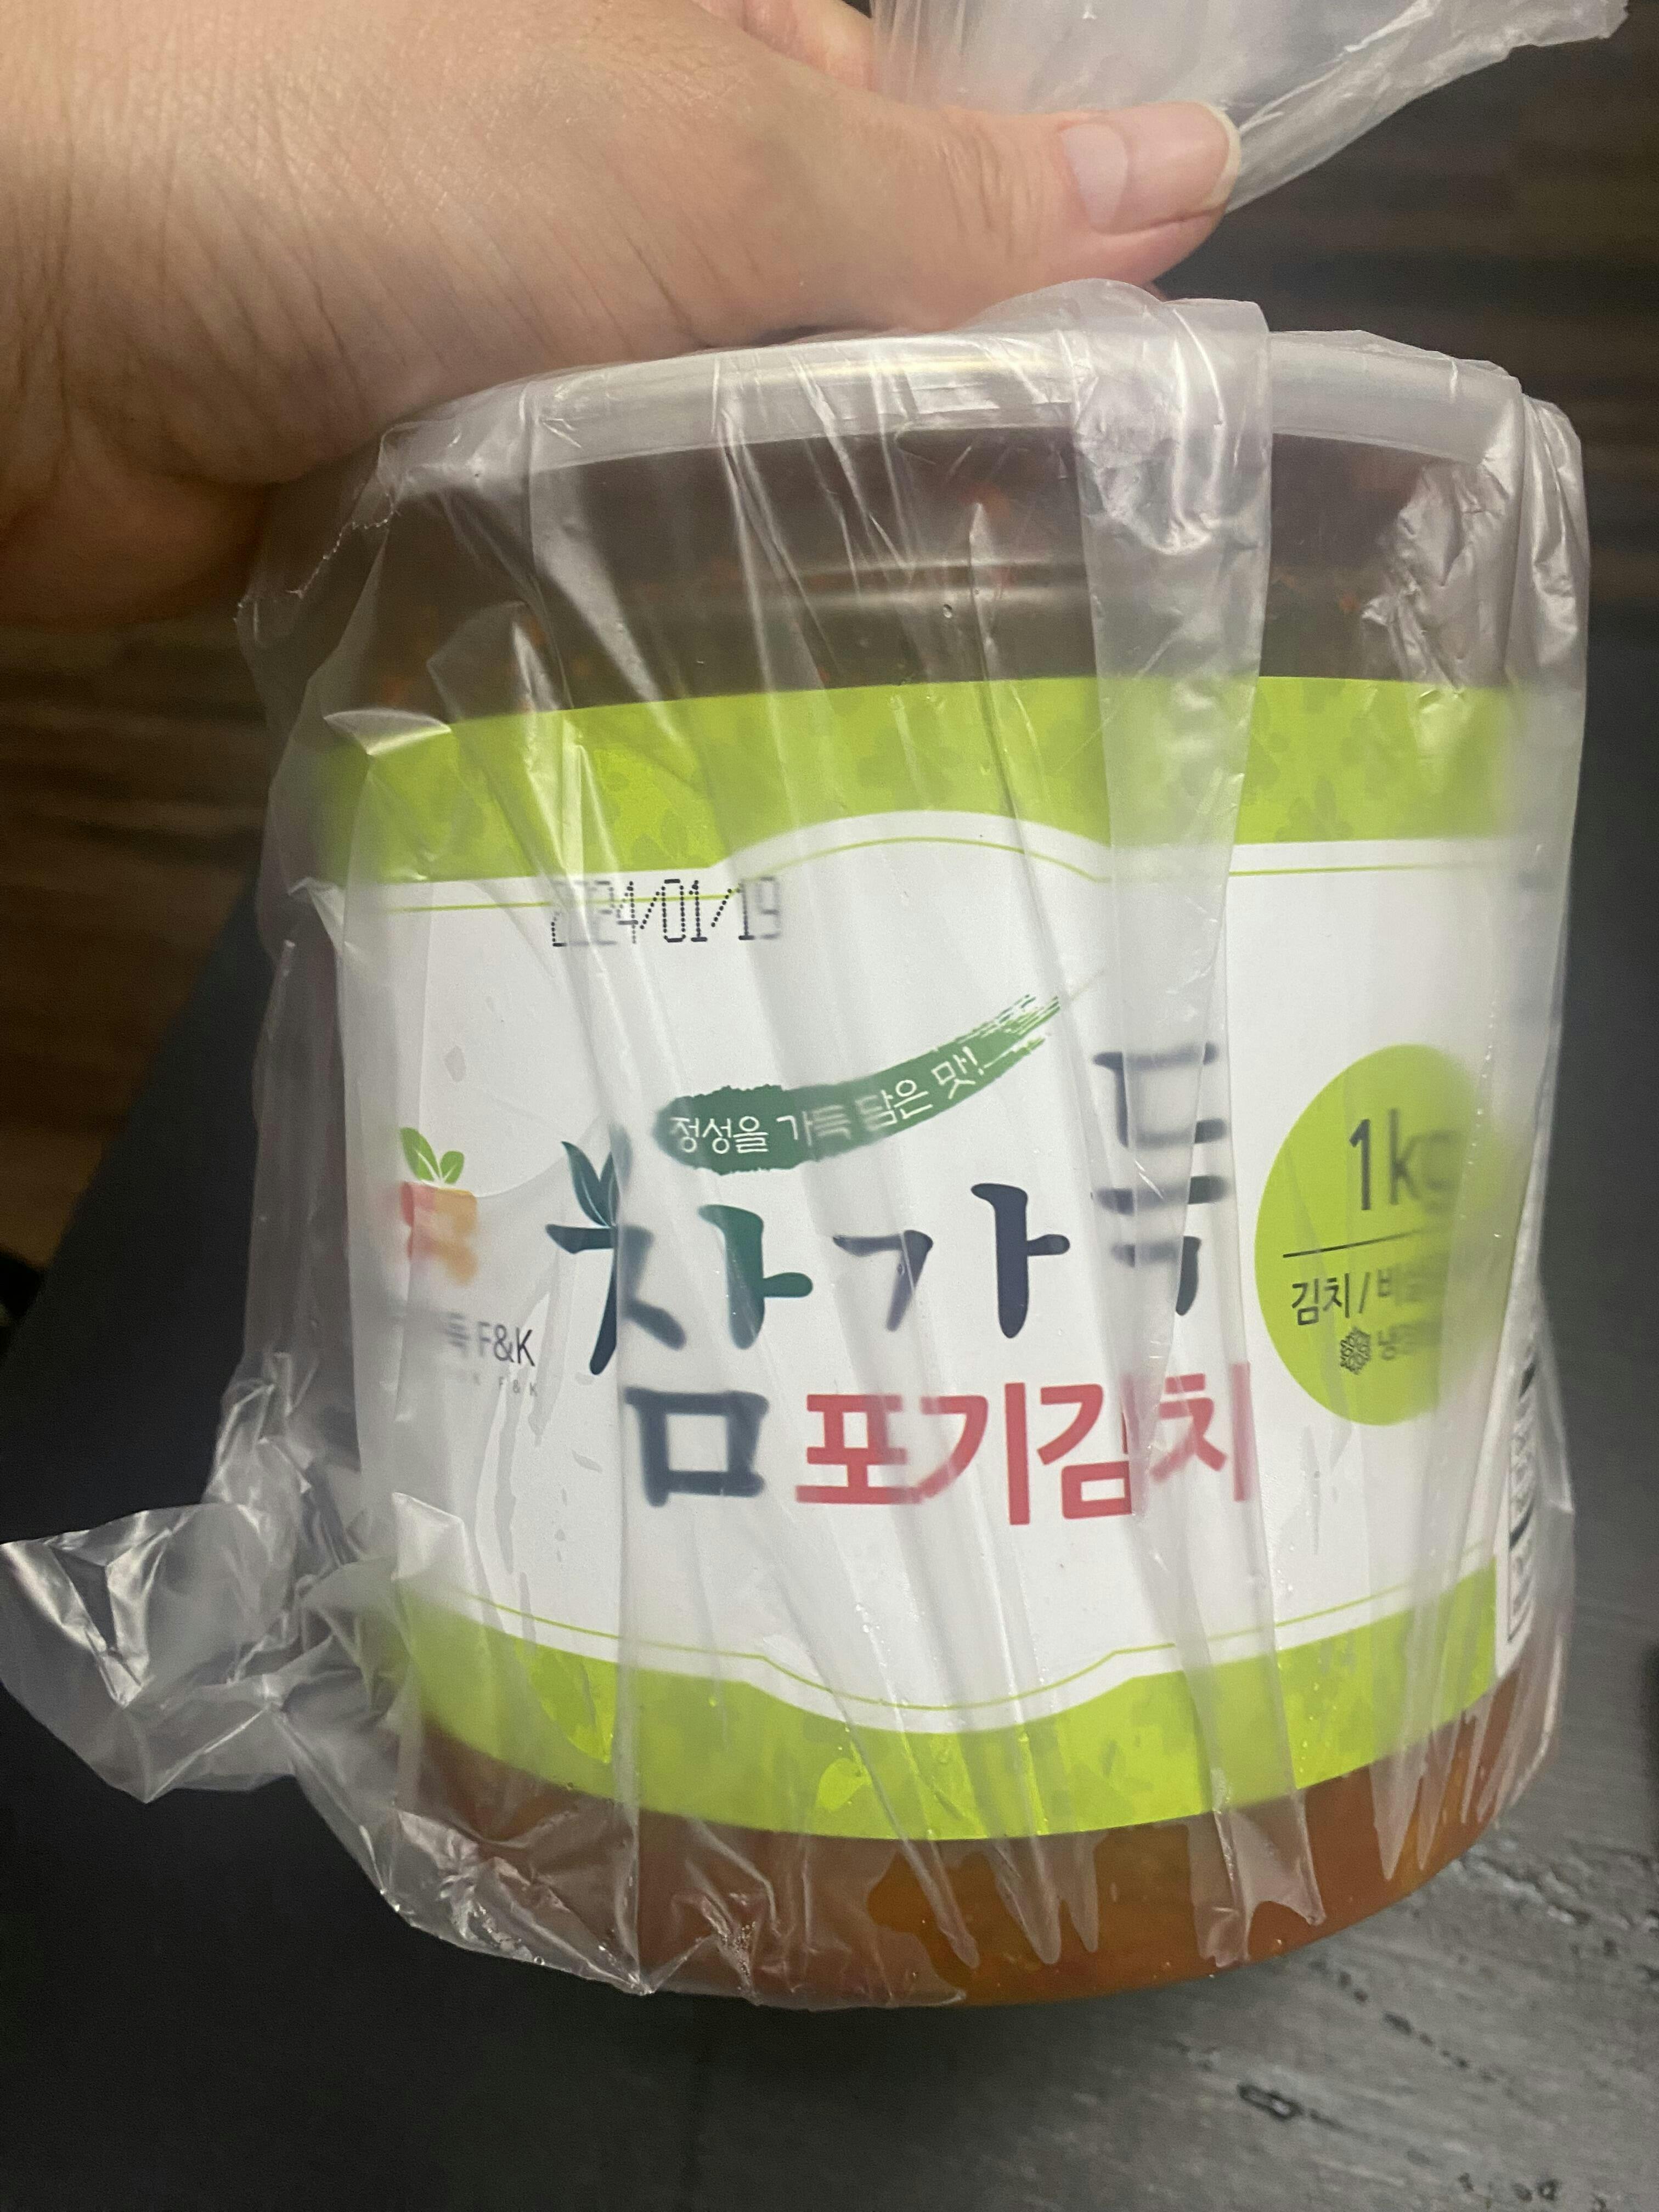 2024/01/19
정성을 가득 담은 맛!
참가득
포기김치
F&K
1kg
김치/